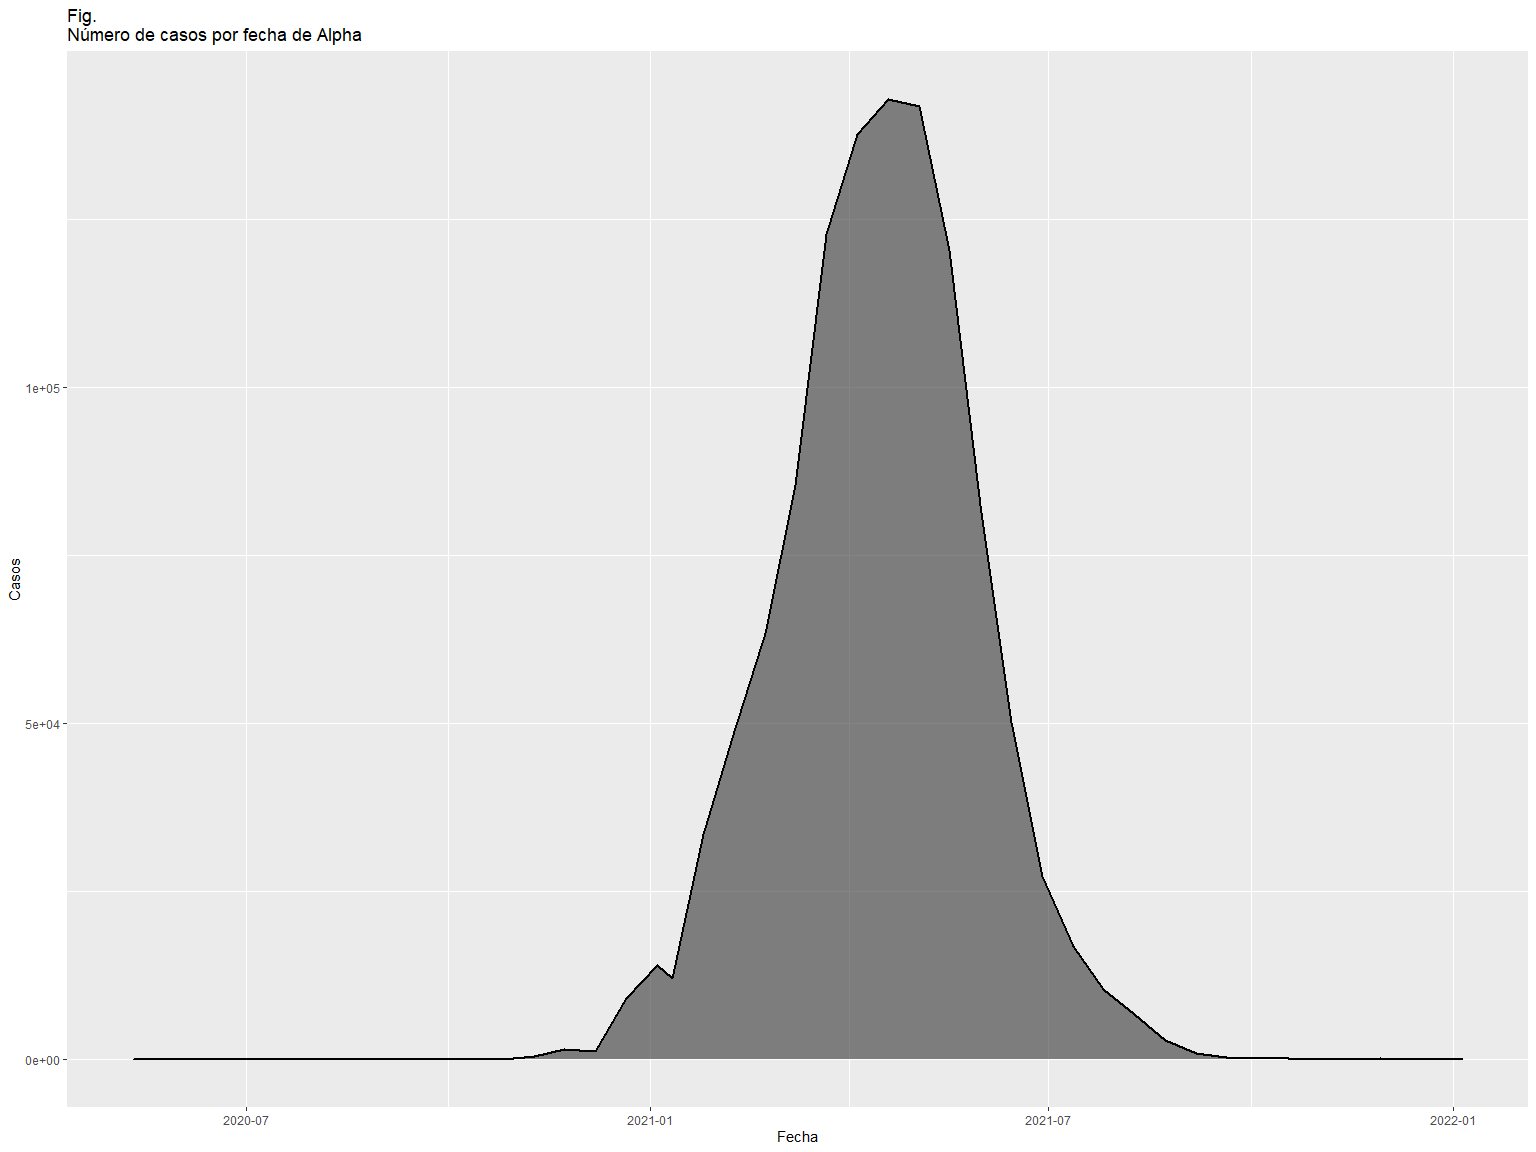 Fig.
Número de casos por fecha de Alpha
1e+05
5e+04
0e+00
Casos
2020-07
2021-01
2021-07
2022-01
Fecha